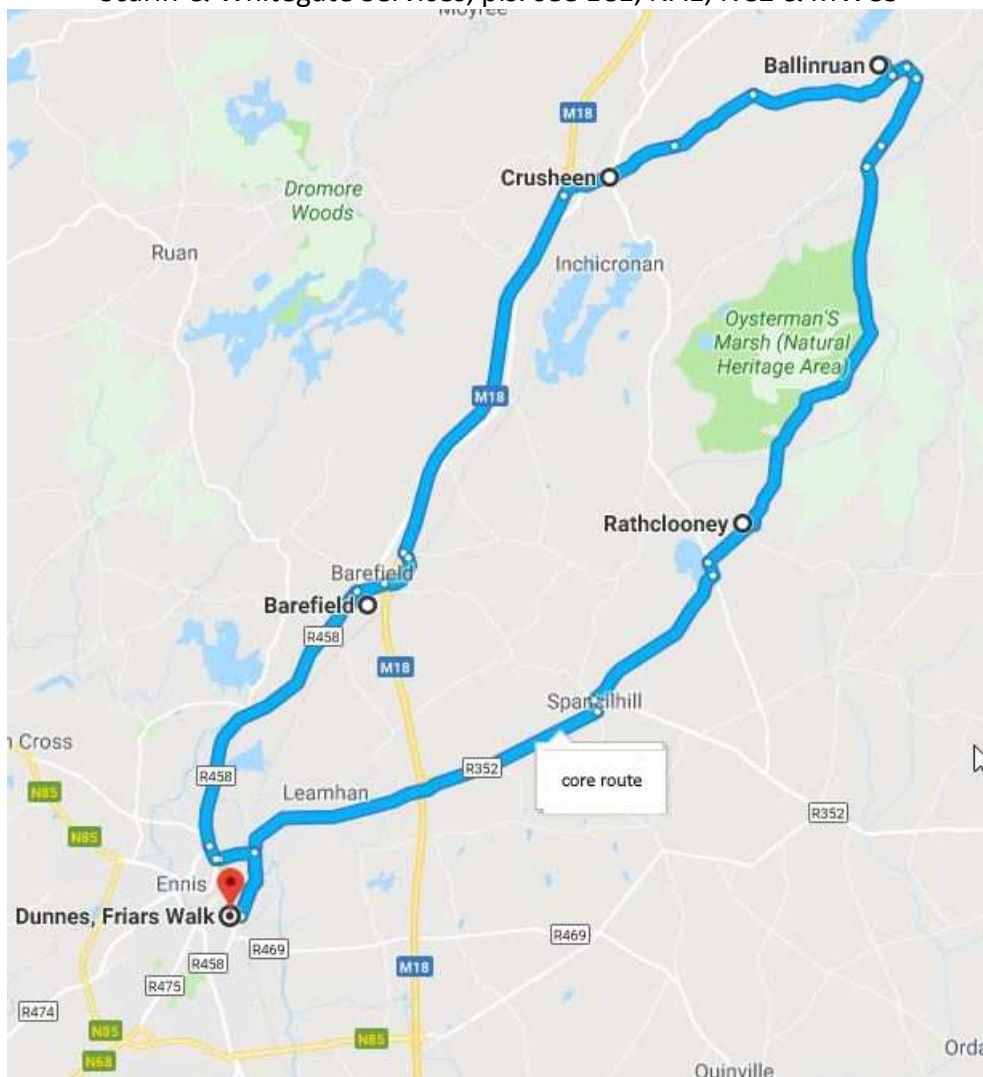 Moyree
Ballinruan
M18
Crusheen
Dromore
Woods
Ruan
Inchicronan
Oysterman'S
Marsh (Natural
Heritage Area)
M18
Rathclooney
Barefield
Barefield
R458
M18
Spancilhill
n Cross
R352
core route
R458
Leamhan
N85
R352
N85
Ennis
Dunnes, Friars Walk
R469
R469
R458
M18
R475
R474
N85
N85
N68
Quinville
Orda